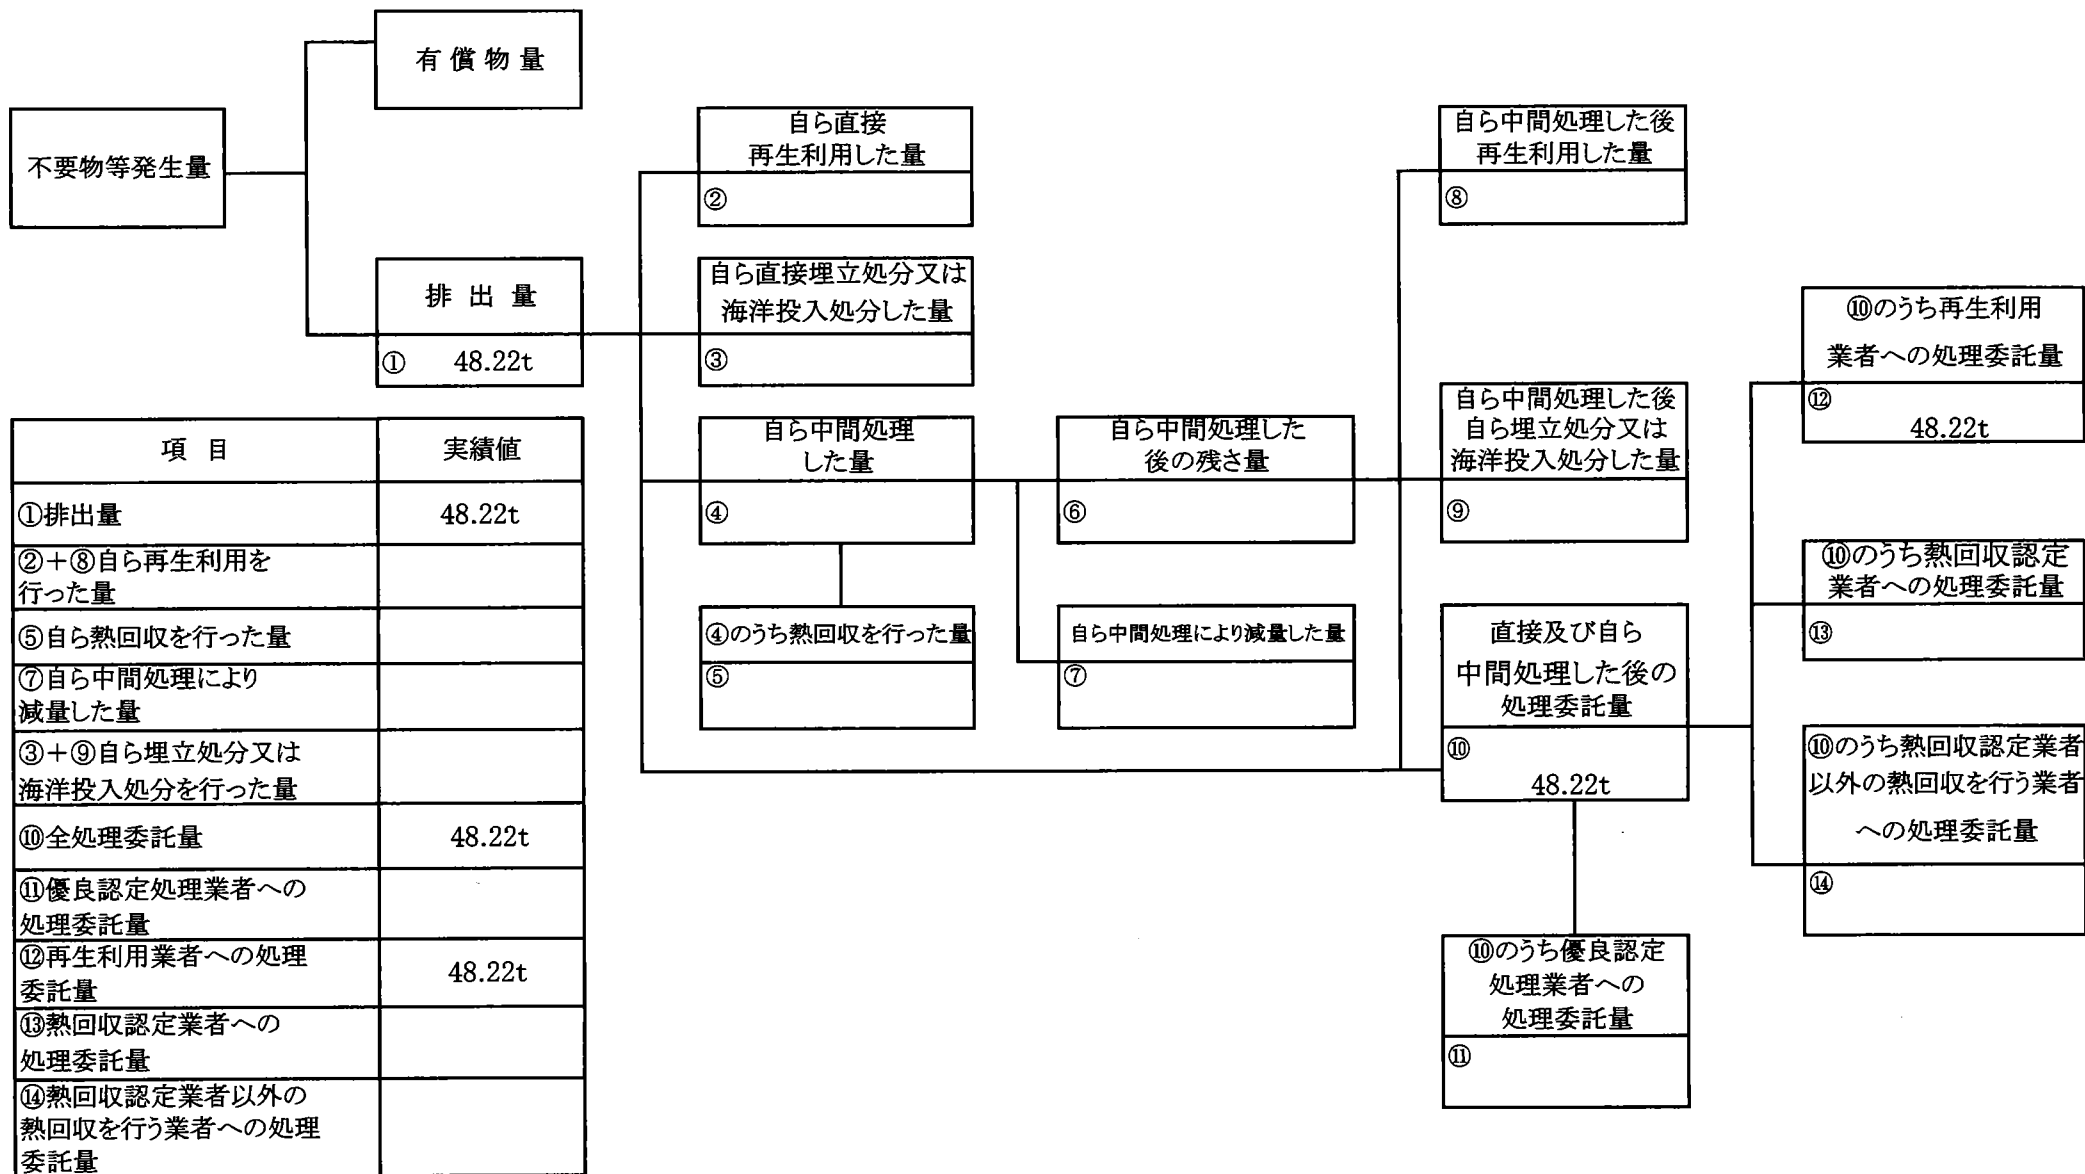 有償物量
不要物等発生量
排出量
① 48.22t
自ら直接
再生利用した量
②
自ら直接埋立処分又は
海洋投入処分した量
③
自ら中間処理
した量
④
④のうち熱回収を行った量
⑤
自ら中間処理した
後の残さ量
⑥
自ら中間処理により減量した量
⑦
自ら中間処理した後
再生利用した量
⑧
自ら中間処理した後
自ら埋立処分又は
海洋投入処分した量
⑨
直接及び自ら
中間処理した後の
処理委託量
⑩
48.22t
⑩のうち優良認定
処理業者への
処理委託量
⑪
⑩のうち再生利用
業者への処理委託量
⑫
48.22t
⑩のうち熱回収認定
業者への処理委託量
⑬
⑩のうち熱回収認定業者
以外の熱回収を行う業者
への処理委託量
⑭
項目 実績値
①排出量 48.22t
②+⑧自ら再生利用を
行った量
⑤自ら熱回収を行った量
⑦自ら中間処理により
減量した量
③+⑨自ら埋立処分又は
海洋投入処分を行った量
⑩全処理委託量 48.22t
⑪優良認定処理業者への
処理委託量
⑫再生利用業者への処理
委託量 48.22t
⑬熱回収認定業者への
処理委託量
⑭熱回収認定業者以外の
熱回収を行う業者への処理
委託量